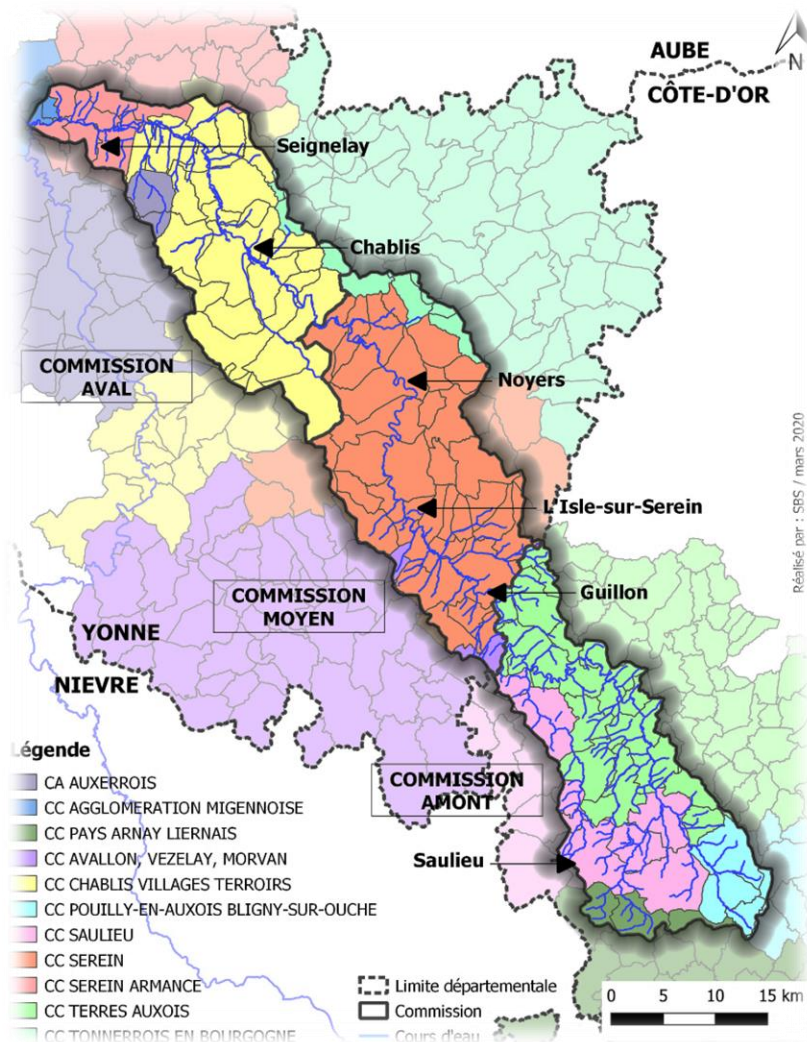 AUBE
N
CÔTE-D'OR
Seignelay
Chablis
COMMISSION
AVAL
Noyers
Réalisé par : SBS / mars 2020
L'Isle-sur-Serein
COMMISSION
MOYEN
Guillon
YONNE
NIEVRE
COMMISSION
AMONT
Saulieu
Légende
CA AUXERROIS
CC AGGLOMERATION MIGENNOISE
CC PAYS ARNAY LIERNAIS
CC AVALLON, VEZELAY, MORVAN
CC CHABLIS VILLAGES TERROIRS
CC POUILLY-EN-AUXOIS BLIGNY-SUR-OUCHE
CC SAULIEU
CC SEREIN
CC SEREIN ARMANCE
CC TERRES AUXOIS
CC TONNERROIS EN BOURGOGNE
Limite départementale
Commission
Cours d'eau
0 5 10 15 km